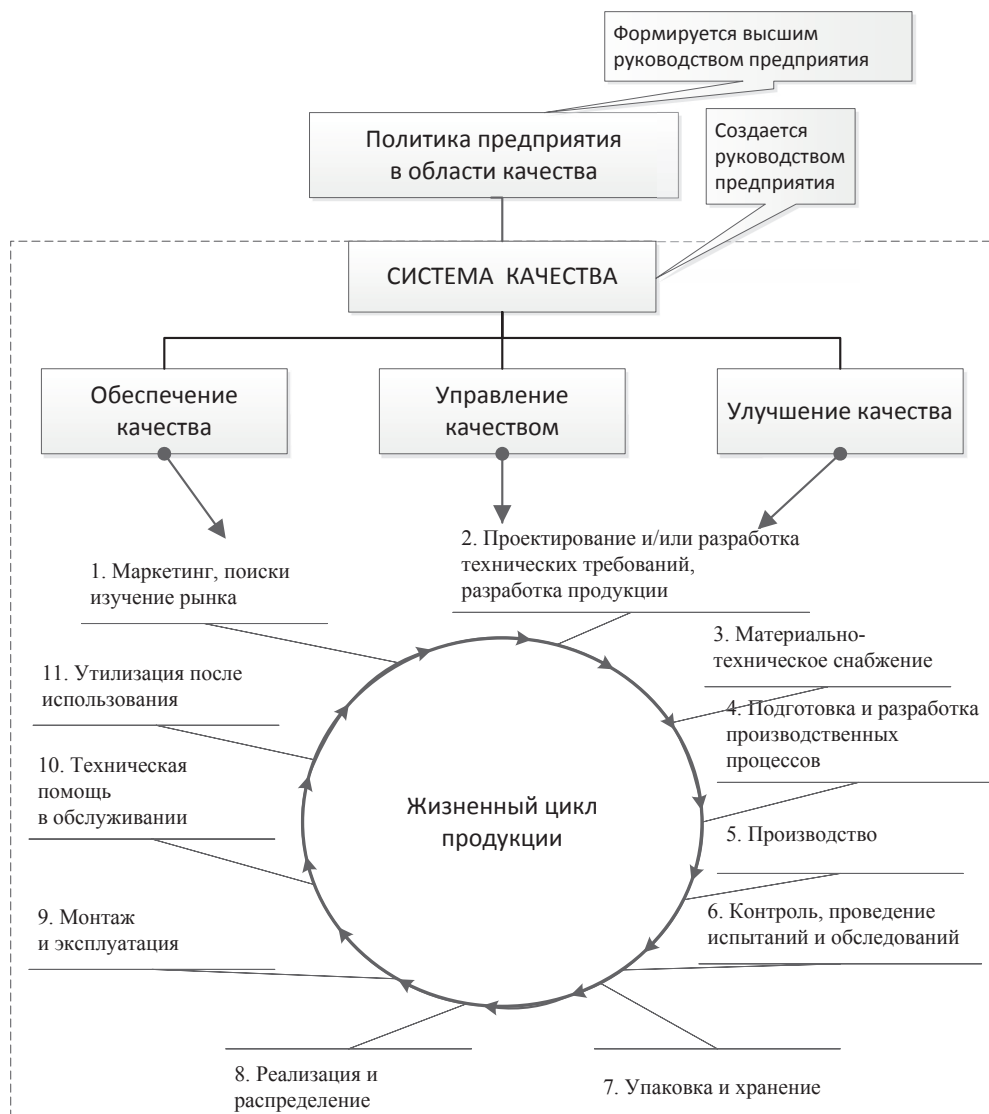 Формируется высшим
руководством предприятия
Политика предприятия
в области качества
Создается
руководством
предприятия
СИСТЕМА КАЧЕСТВА
Обеспечение
качества
Управление
качеством
Улучшение качества
1. Маркетинг, поиски
изучение рынка
2. Проектирование и/или разработка
технических требований,
разработка продукции
3. Материально-
техническое снабжение
4. Подготовка и разработка
производственных
процессов
5. Производство
6. Контроль, проведение
испытаний и обследований
7. Упаковка и хранение
8. Реализация и
распределение
9. Монтаж
и эксплуатация
10. Техническая
помощь
в обслуживании
11. Утилизация после
использования
Жизненный цикл
продукции